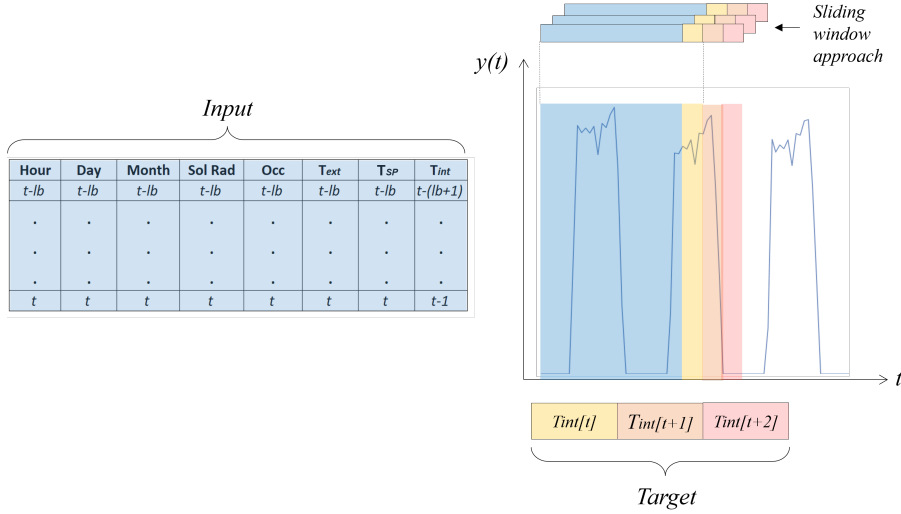 Sliding
window
approach
y(t)
Input
Hour Day Month Sol Rad Occ Text TSP Tint
t-lb t-lb t-lb t-lb t-lb t-lb t-lb t-(lb+1)
. . . . . . . .
. . . . . . . .
. . . . . . . .
t t t t t t t t-1
t
Tint[t] Tint[t+1] Tint[t+2]
Target